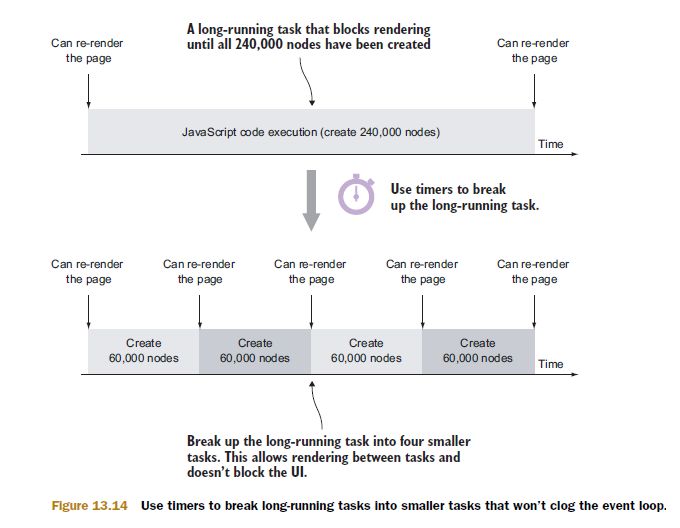 A long-running task that blocks rendering
until all 240,000 nodes have been created
Can re-render
the page
Can re-render
the page
JavaScript code execution (create 240,000 nodes)
Time
Use timers to break
up the long-running task.
Can re-render
the page
Can re-render
the page
Can re-render
the page
Can re-render
the page
Can re-render
the page
Create
60,000 nodes
Create
60,000 nodes
Create
60,000 nodes
Create
60,000 nodes
Time
Break up the long-running task into four smaller
tasks. This allows rendering between tasks and
doesn't block the UI.
Figure 13.14 Use timers to break long-running tasks into smaller tasks that won't clog the event loop.